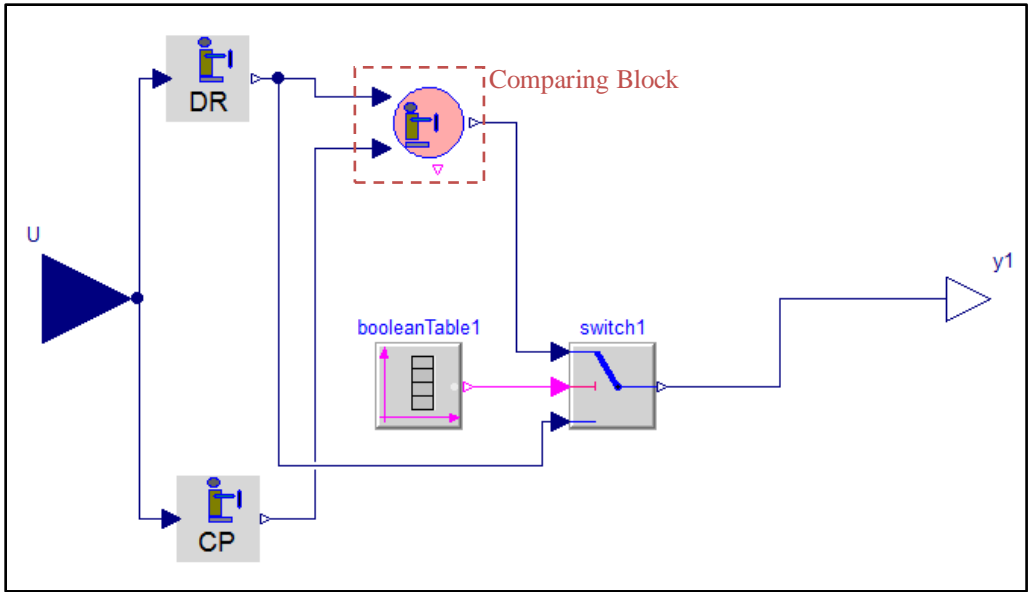 DR
Comparing Block
U
y1
booleanTable1
switch1
CP